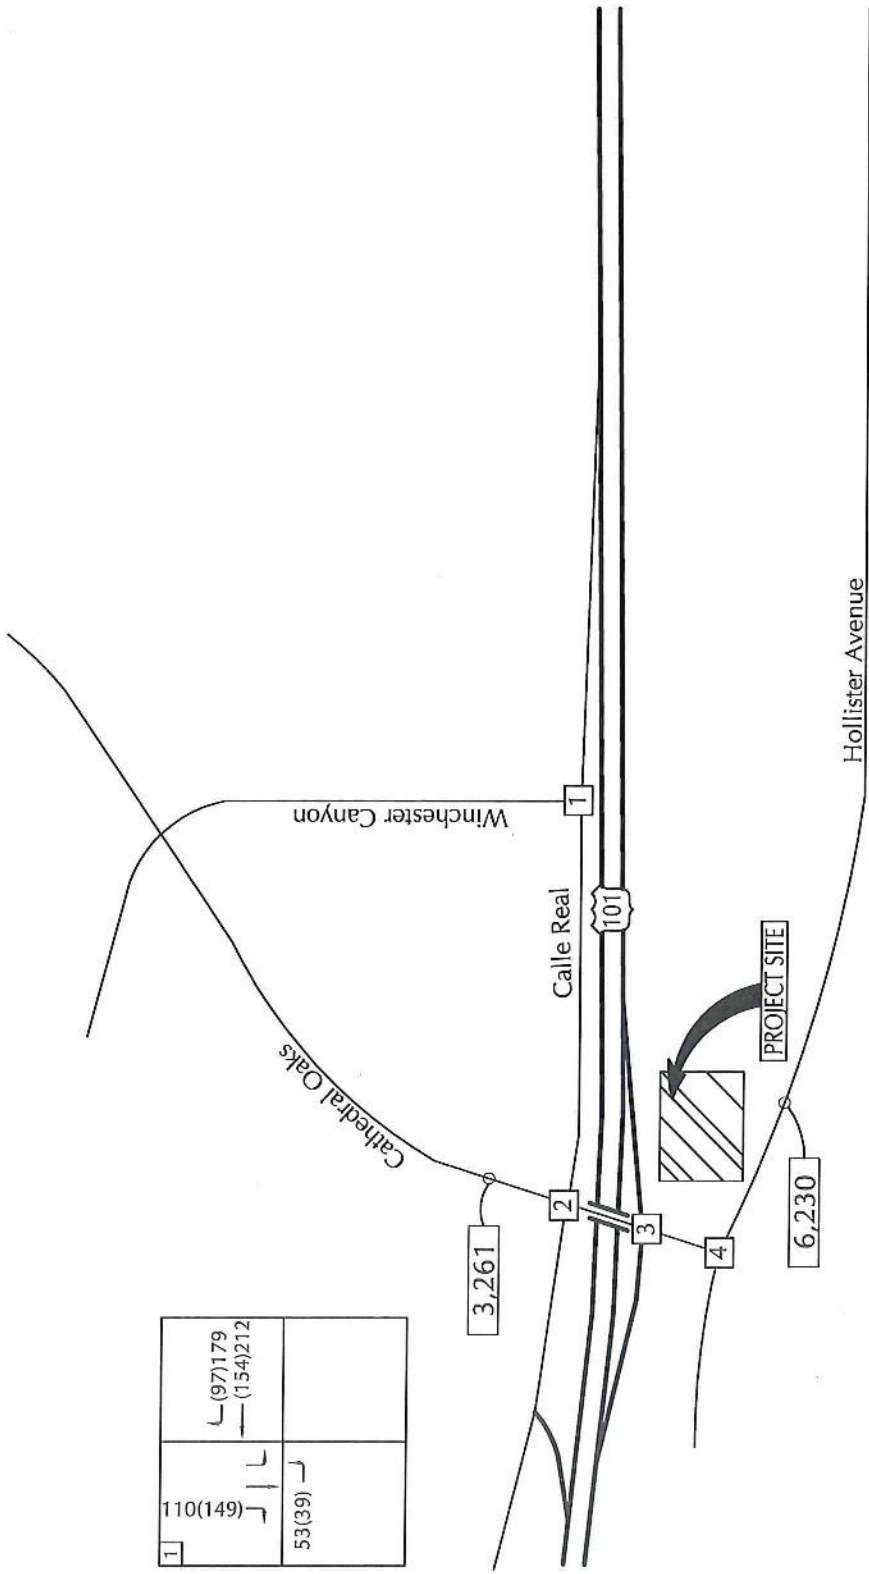 1
110(149)
(97)179
(154)212
53(39)
3,261
Cathedral Oaks
Winchester Canyon
Calle Real
1
2
101
3
4
PROJECT SITE
6,230
Hollister Avenue